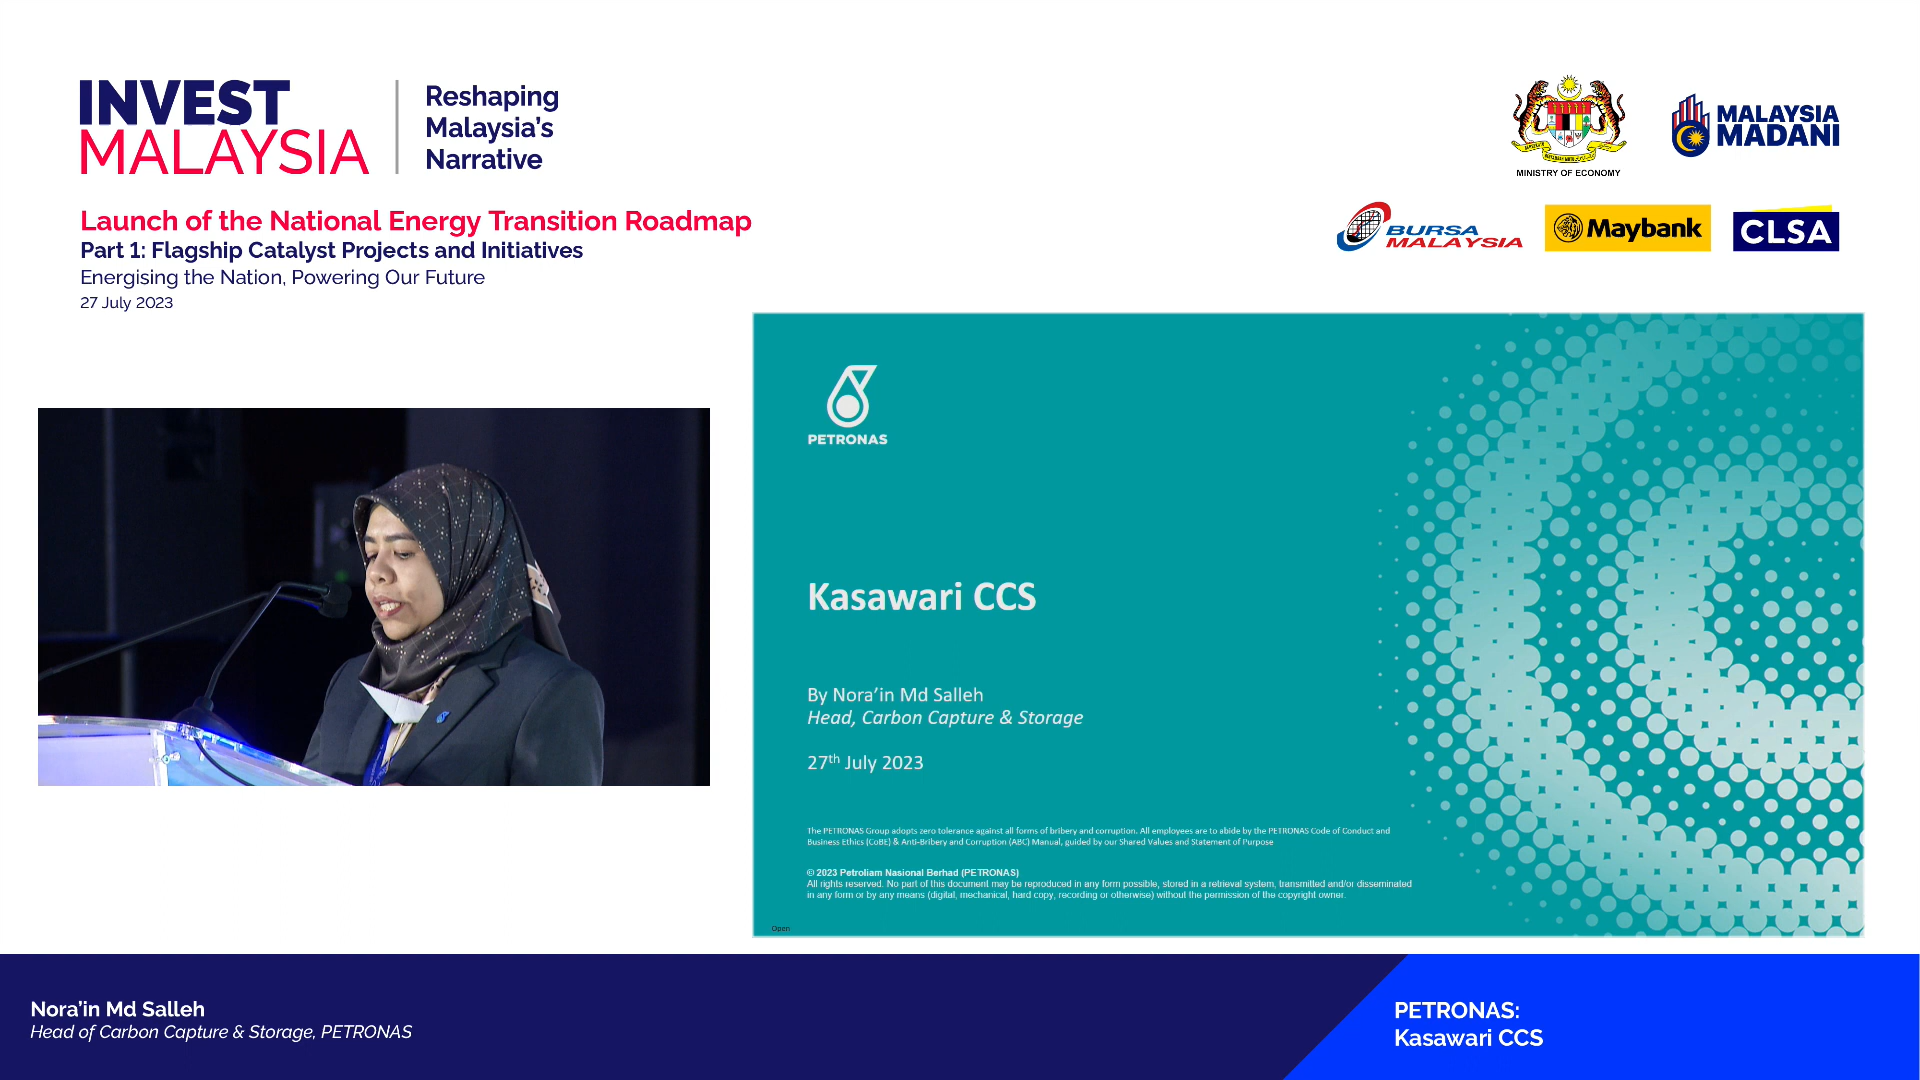 INVEST
MALAYSIA
Reshaping
Malaysia's
Narrative
MINISTRY OF ECONOMY
MALAYSIA
MADANI
Launch of the National Energy Transition Roadmap
Part 1: Flagship Catalyst Projects and Initiatives
Energising the Nation, Powering Our Future
27 July 2023
BURSA
MALAYSIA
Maybank
CLSA
PETRONAS
Kasawari CCS
By Nora'in Md Salleh
Head, Carbon Capture & Storage
27th July 2023
The PETRONAS Group adopts zero tolerance against all forms of bribery and corruption. All employees are to abide by the PETRONAS Code of Conduct and
Business Ethics (CoBE) & Anti-Bribery and Corruption (ABC) Manual, guided by our Shared Values and Statement of Purpose
© 2023 Petroliam Nasional Berhad (PETRONAS)
All rights reserved. No part of this document may be reproduced in any form possible, stored in a retrieval system, transmitted and/or disseminated
in any form or by any means (digital, mechanical, hard copy, recording or otherwise) without the permission of the copyright owner.
Open
Nora'in Md Salleh
Head of Carbon Capture & Storage, PETRONAS
PETRONAS:
Kasawari CCS